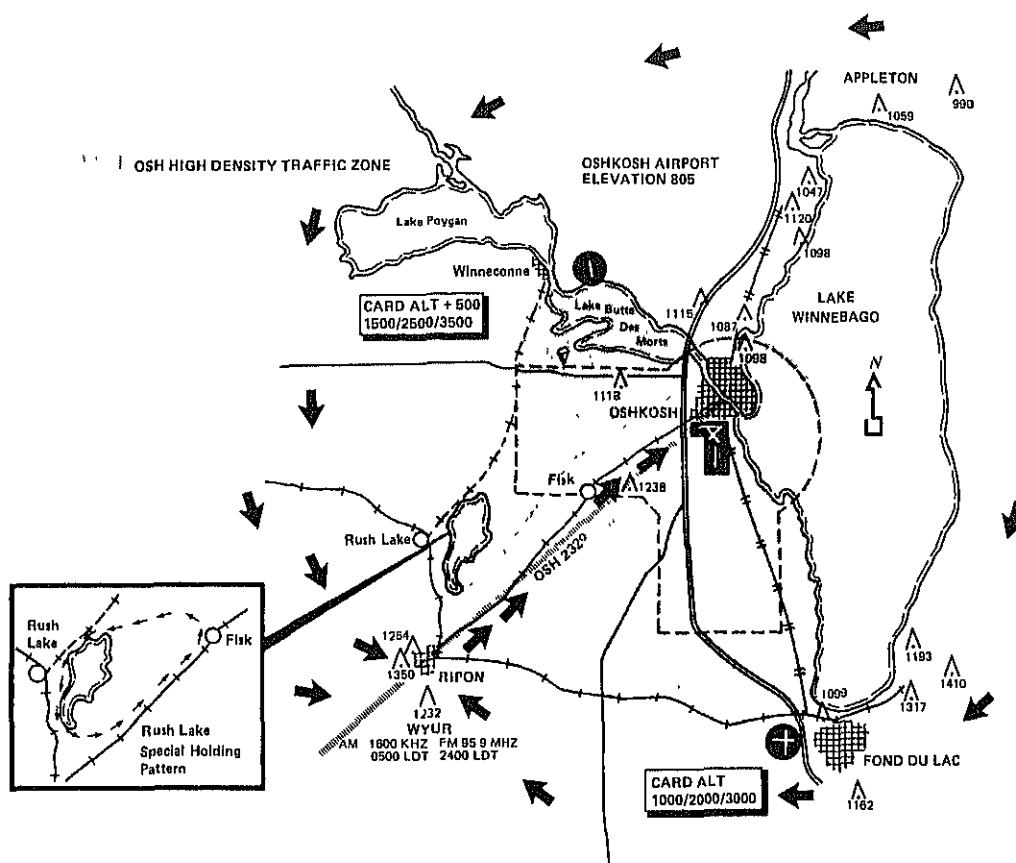 APPLETON
990
1059
OSH HIGH DENSITY TRAFFIC ZONE
OSHKOSH AIRPORT
ELEVATION 805
1047
1120
1098
Lake Poygan
Winneconne
CARD ALT + 500
1500/2500/3500
Lake Butte
Des
Morts
1115
1087
1098
LAKE
WINNEBAGO
N
1118
OSHKOSH
Fisk
1238
OSH 232°
Rush Lake
Rush
Lake
Fisk
Rush Lake
Special Holding
Pattern
1254
1350
RIPON
1232
WYUR
AM 1600 KHZ FM 95 9 MHZ
0500 LDT 2400 LDT
1193
1410
1317
1009
FOND DU LAC
CARD ALT
1000/2000/3000
1162